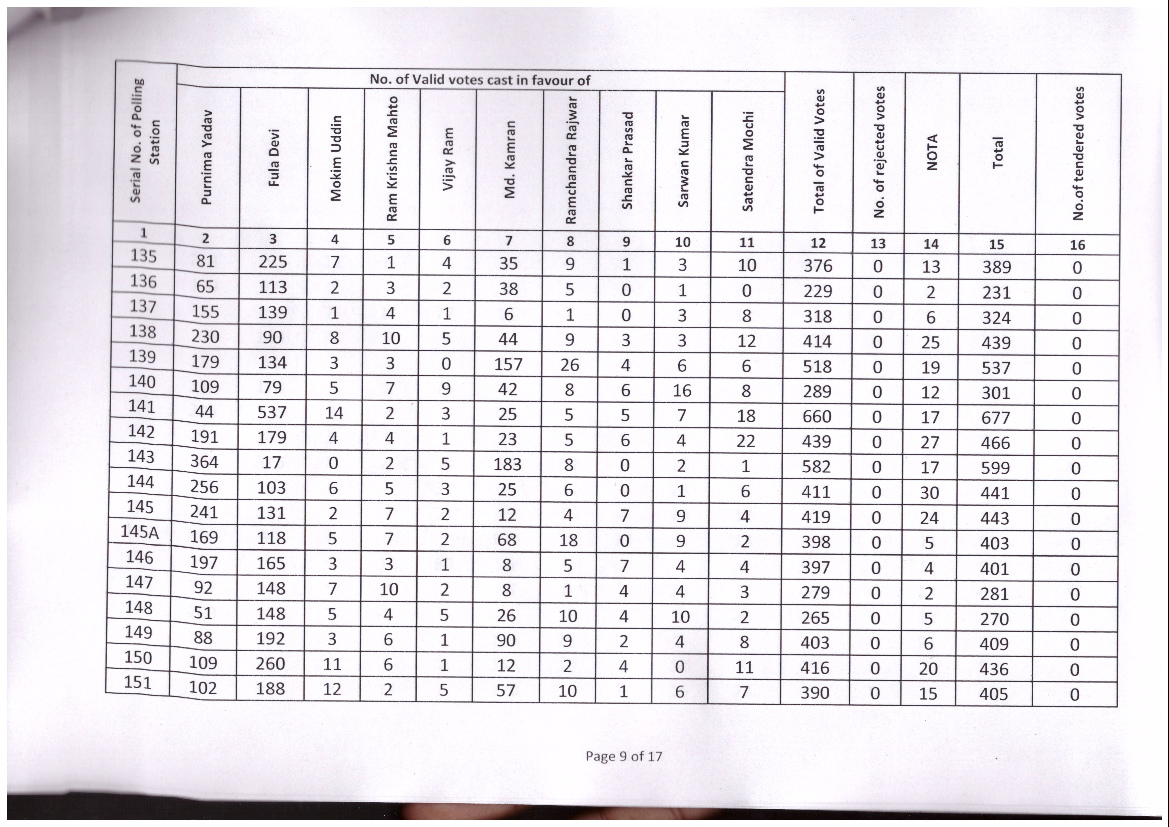 No. of Valid votes cast in favour of
Serial No. of Polling Station Purnima Yadav Fula Devi Mokim Uddin Ram Krishna Mahto Vijay Ram Md. Kamran Ramchandra Rajwar Shankar Prasad Sarwan Kumar Satendra Mochi Total of Valid Votes No. of rejected votes NOTA Total No.of tendered votes
1 2 3 4 5 6 7 8 9 10 11 12 13 14 15 16
135 81 225 7 1 4 35 9 1 3 10 376 0 13 389 0
136 65 113 2 3 2 38 5 0 1 0 229 0 2 231 0
137 155 139 1 4 1 6 1 0 3 8 318 0 6 324 0
138 230 90 8 10 5 44 9 3 3 12 414 0 25 439 0
139 179 134 3 3 0 157 26 4 6 6 518 0 19 537 0
140 109 79 5 7 9 42 8 6 16 8 289 0 12 301 0
141 44 537 14 2 3 25 5 5 7 18 660 0 17 677 0
142 191 179 4 4 1 23 5 6 4 22 439 0 27 466 0
143 364 17 0 2 5 183 8 0 2 1 582 0 17 599 0
144 256 103 6 5 3 25 6 0 1 6 411 0 30 441 0
145 241 131 2 7 2 12 4 7 9 4 419 0 24 443 0
145A 169 118 5 7 2 68 18 0 9 2 398 0 5 403 0
146 197 165 3 3 1 8 5 7 4 4 397 0 4 401 0
147 92 148 7 10 2 8 1 4 4 3 279 0 2 281 0
148 51 148 5 4 5 26 10 4 10 2 265 0 5 270 0
149 88 192 3 6 1 90 9 2 4 8 403 0 6 409 0
150 109 260 11 6 1 12 2 4 0 11 416 0 20 436 0
151 102 188 12 2 5 57 10 1 6 7 390 0 15 405 0
Page 9 of 17